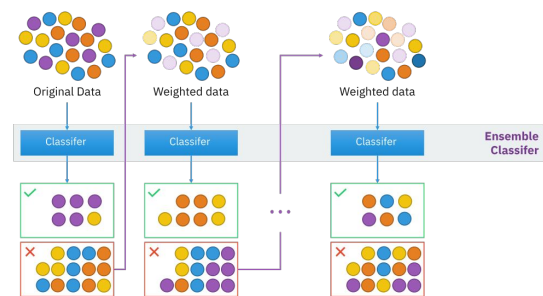 Original Data
Weighted data
Weighted data
Classifer
Classifer
Classifer
Ensemble
Classifer